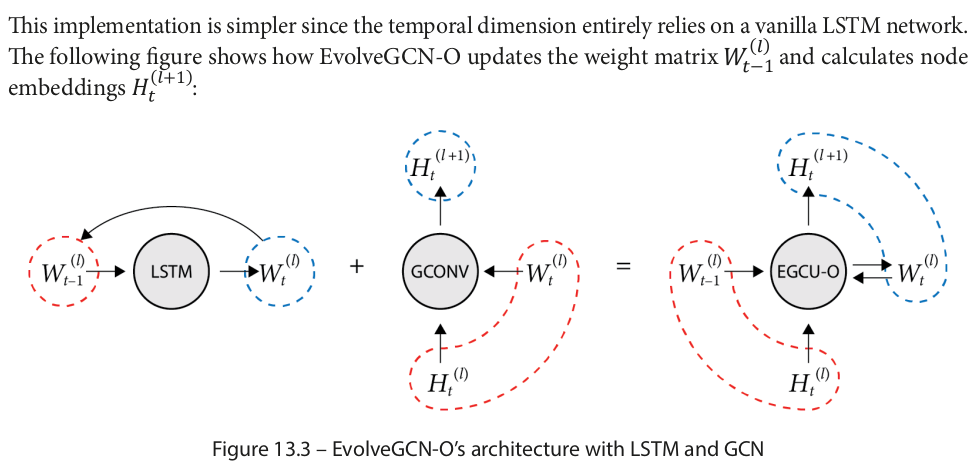 This implementation is simpler since the temporal dimension entirely relies on a vanilla LSTM network.
The following figure shows how EvolveGCN-O updates the weight matrix W_{t−1}^{(l)} and calculates node
embeddings H_t^{(l+1)}:
H_t^{(l+1)}
H_t^{(l+1)}
W_{t−1}^{(l)} LSTM W_t^{(l)} + GCONV W_t^{(l)} = W_{t−1}^{(l)} EGCU-O W_t^{(l)}
H_t^{(l)}
H_t^{(l)}
Figure 13.3 – EvolveGCN-O’s architecture with LSTM and GCN